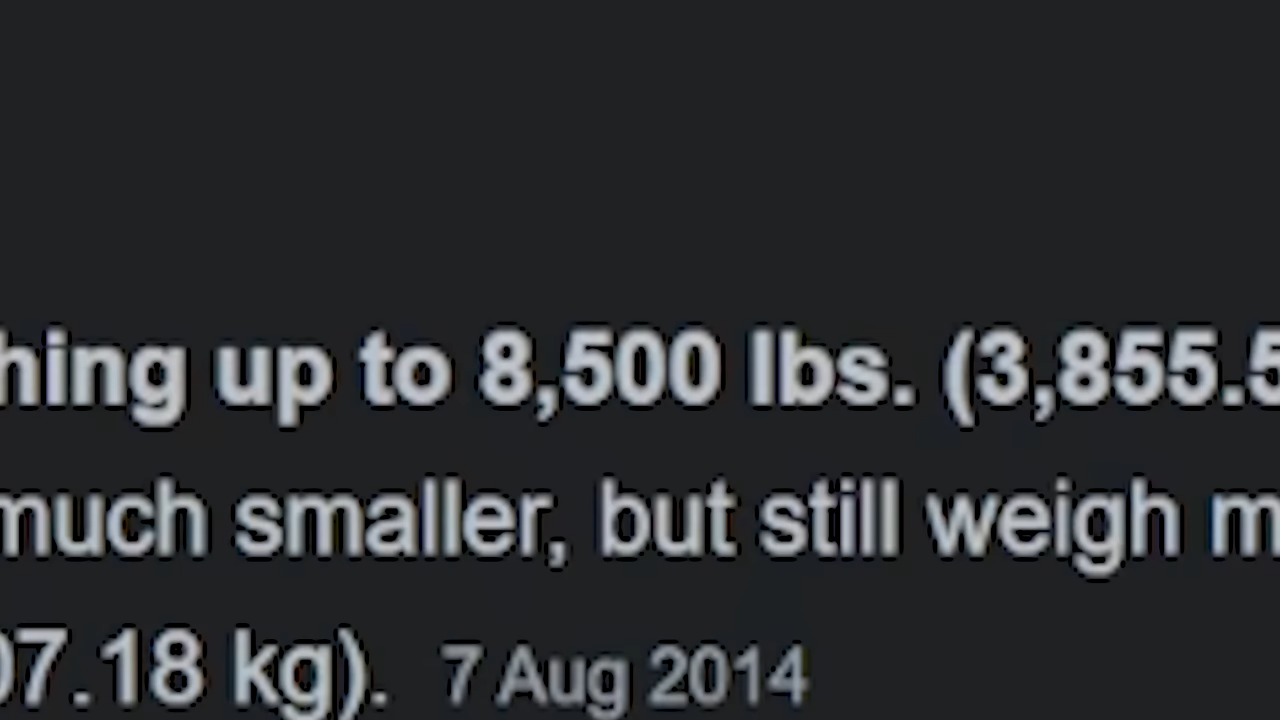 hing up to 8,500 lbs. (3,855.5
much smaller, but still weigh m
07.18 kg). 7 Aug 2014